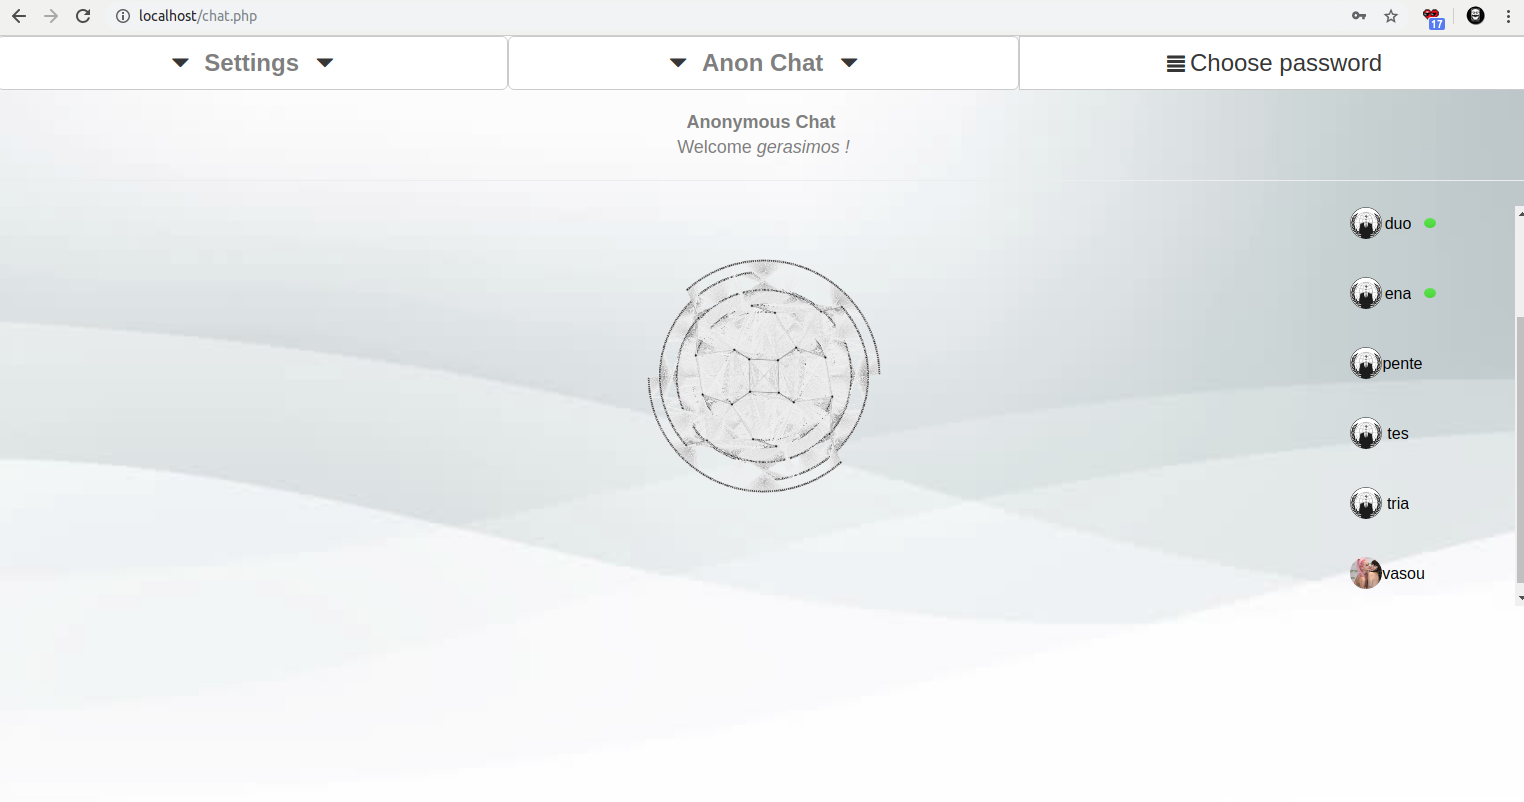 localhost/chat.php
17
Settings
Anon Chat
Choose password
Anonymous Chat
Welcome gerasimos !
duo
ena
pente
tes
tria
vasou